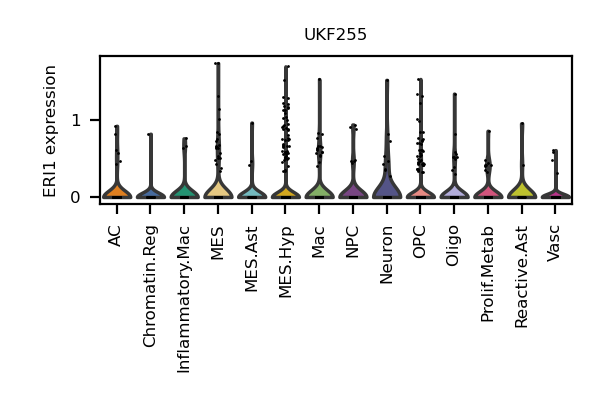 UKF255
ERI1 expression
1
0
AC
Chromatin.Reg
Inflammatory.Mac
MES
MES.Ast
MES.Hyp
Mac
NPC
Neuron
OPC
Oligo
Prolif.Metab
Reactive.Ast
Vasc